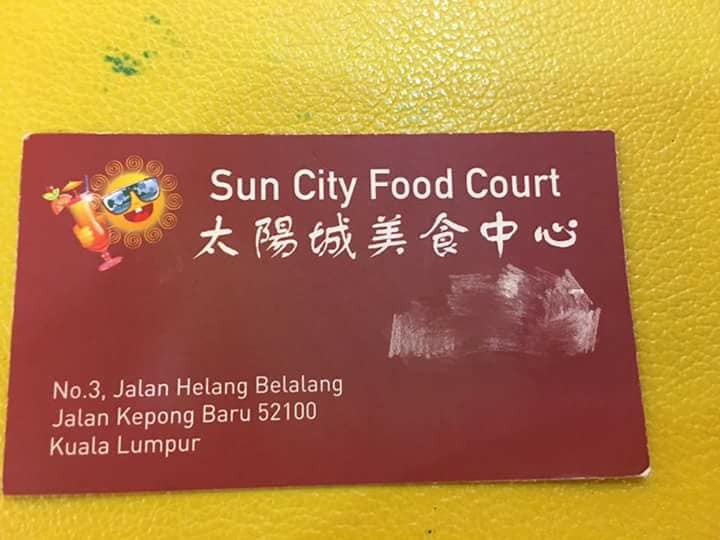 Sun City Food Court
太陽城美食中心
No.3, Jalan Helang Belalang
Jalan Kepong Baru 52100
Kuala Lumpur